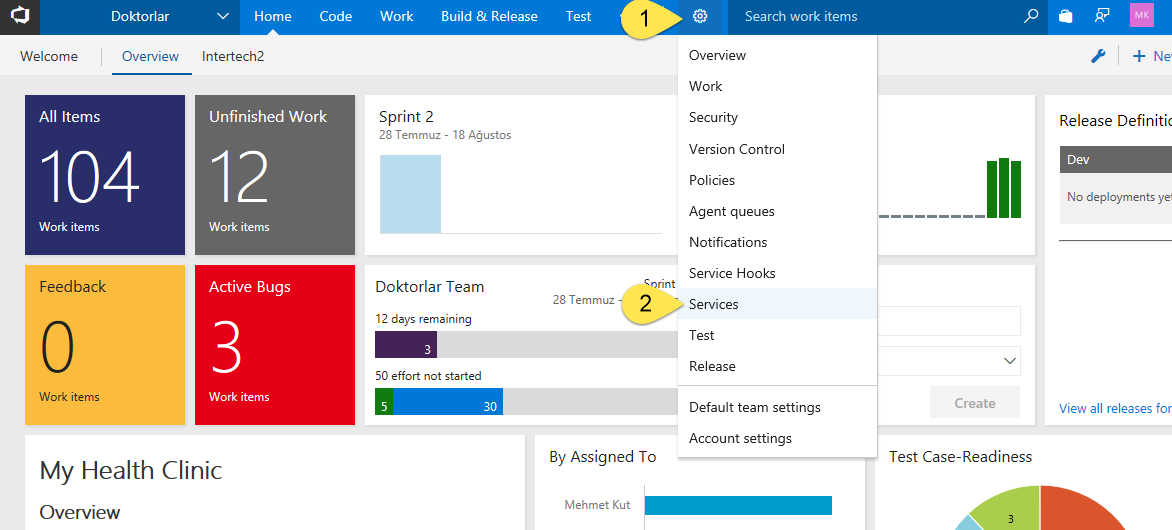 Doktorlar
Home
Code
Work
Build & Release
Test
1
Search work items
MK
Welcome
Overview
Intertech2
Ne
Overview
Work
Security
Version Control
Policies
Agent queues
Notifications
Service Hooks
2
Services
Test
Release
Default team settings
Account settings
All Items
104
Work items
Unfinished Work
12
Work items
Sprint 2
28 Temmuz - 18 Ağustos
Release Definitio
Dev
No deployments yet
View all releases for
Feedback
0
Work items
Active Bugs
3
Work items
Doktorlar Team
Sprint
28 Temmuz -
12 days remaining
3
50 effort not started
5
30
Create
My Health Clinic
Overview
By Assigned To
Mehmet Kut
Test Case-Readiness
3